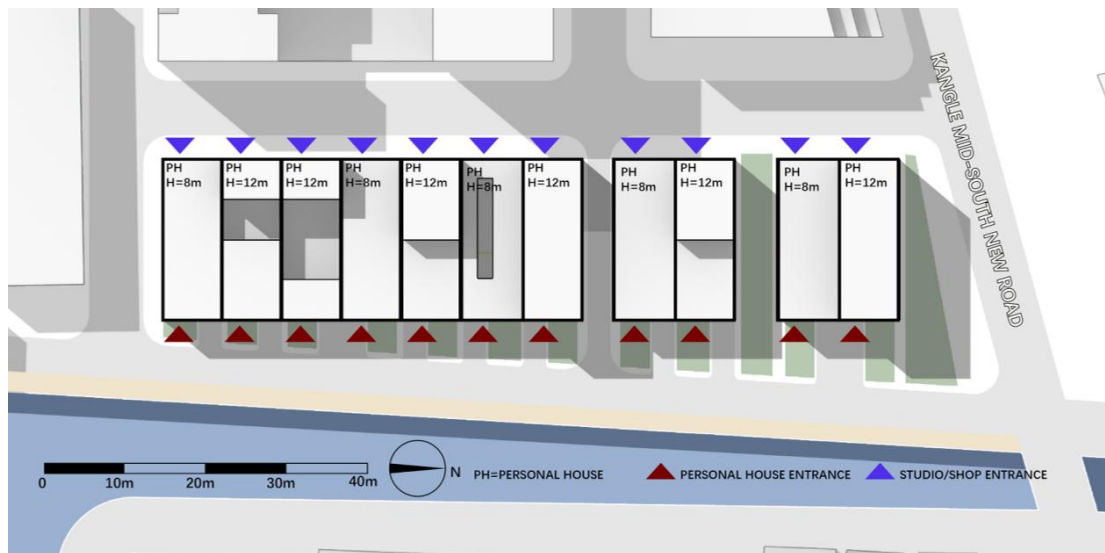 KANGLE MID-SOUTH NEW ROAD
PH
H=8m
PH
H=12m
PH
H=12m
PH
H=8m
PH
H=12m
PH
H=8m
PH
H=12m
PH
H=8m
PH
H=12m
PH
H=8m
PH
H=12m
0 10m 20m 30m 40m
N
PH=PERSONAL HOUSE
PERSONAL HOUSE ENTRANCE
STUDIO/SHOP ENTRANCE